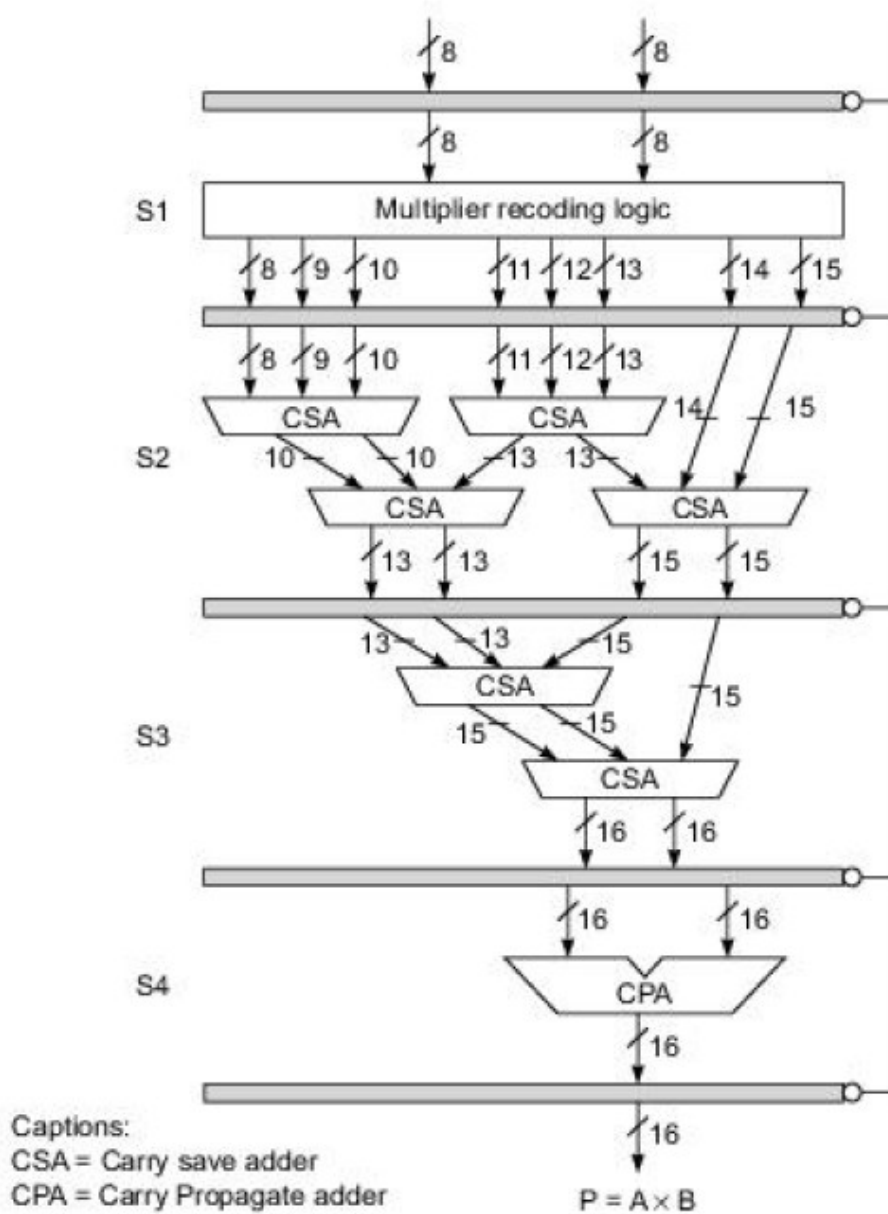 8 8
8 8
S1 Multiplier recoding logic
8 9 10 11 12 13 14 15
8 9 10 11 12 13
CSA CSA 14 15
S2 10 10 13 13
CSA CSA
13 13 15 15
13 13 15
CSA 15
S3 15 15
CSA
16 16
16 16
S4 CPA
16
Captions: 16
CSA = Carry save adder
CPA = Carry Propagate adder P = A × B